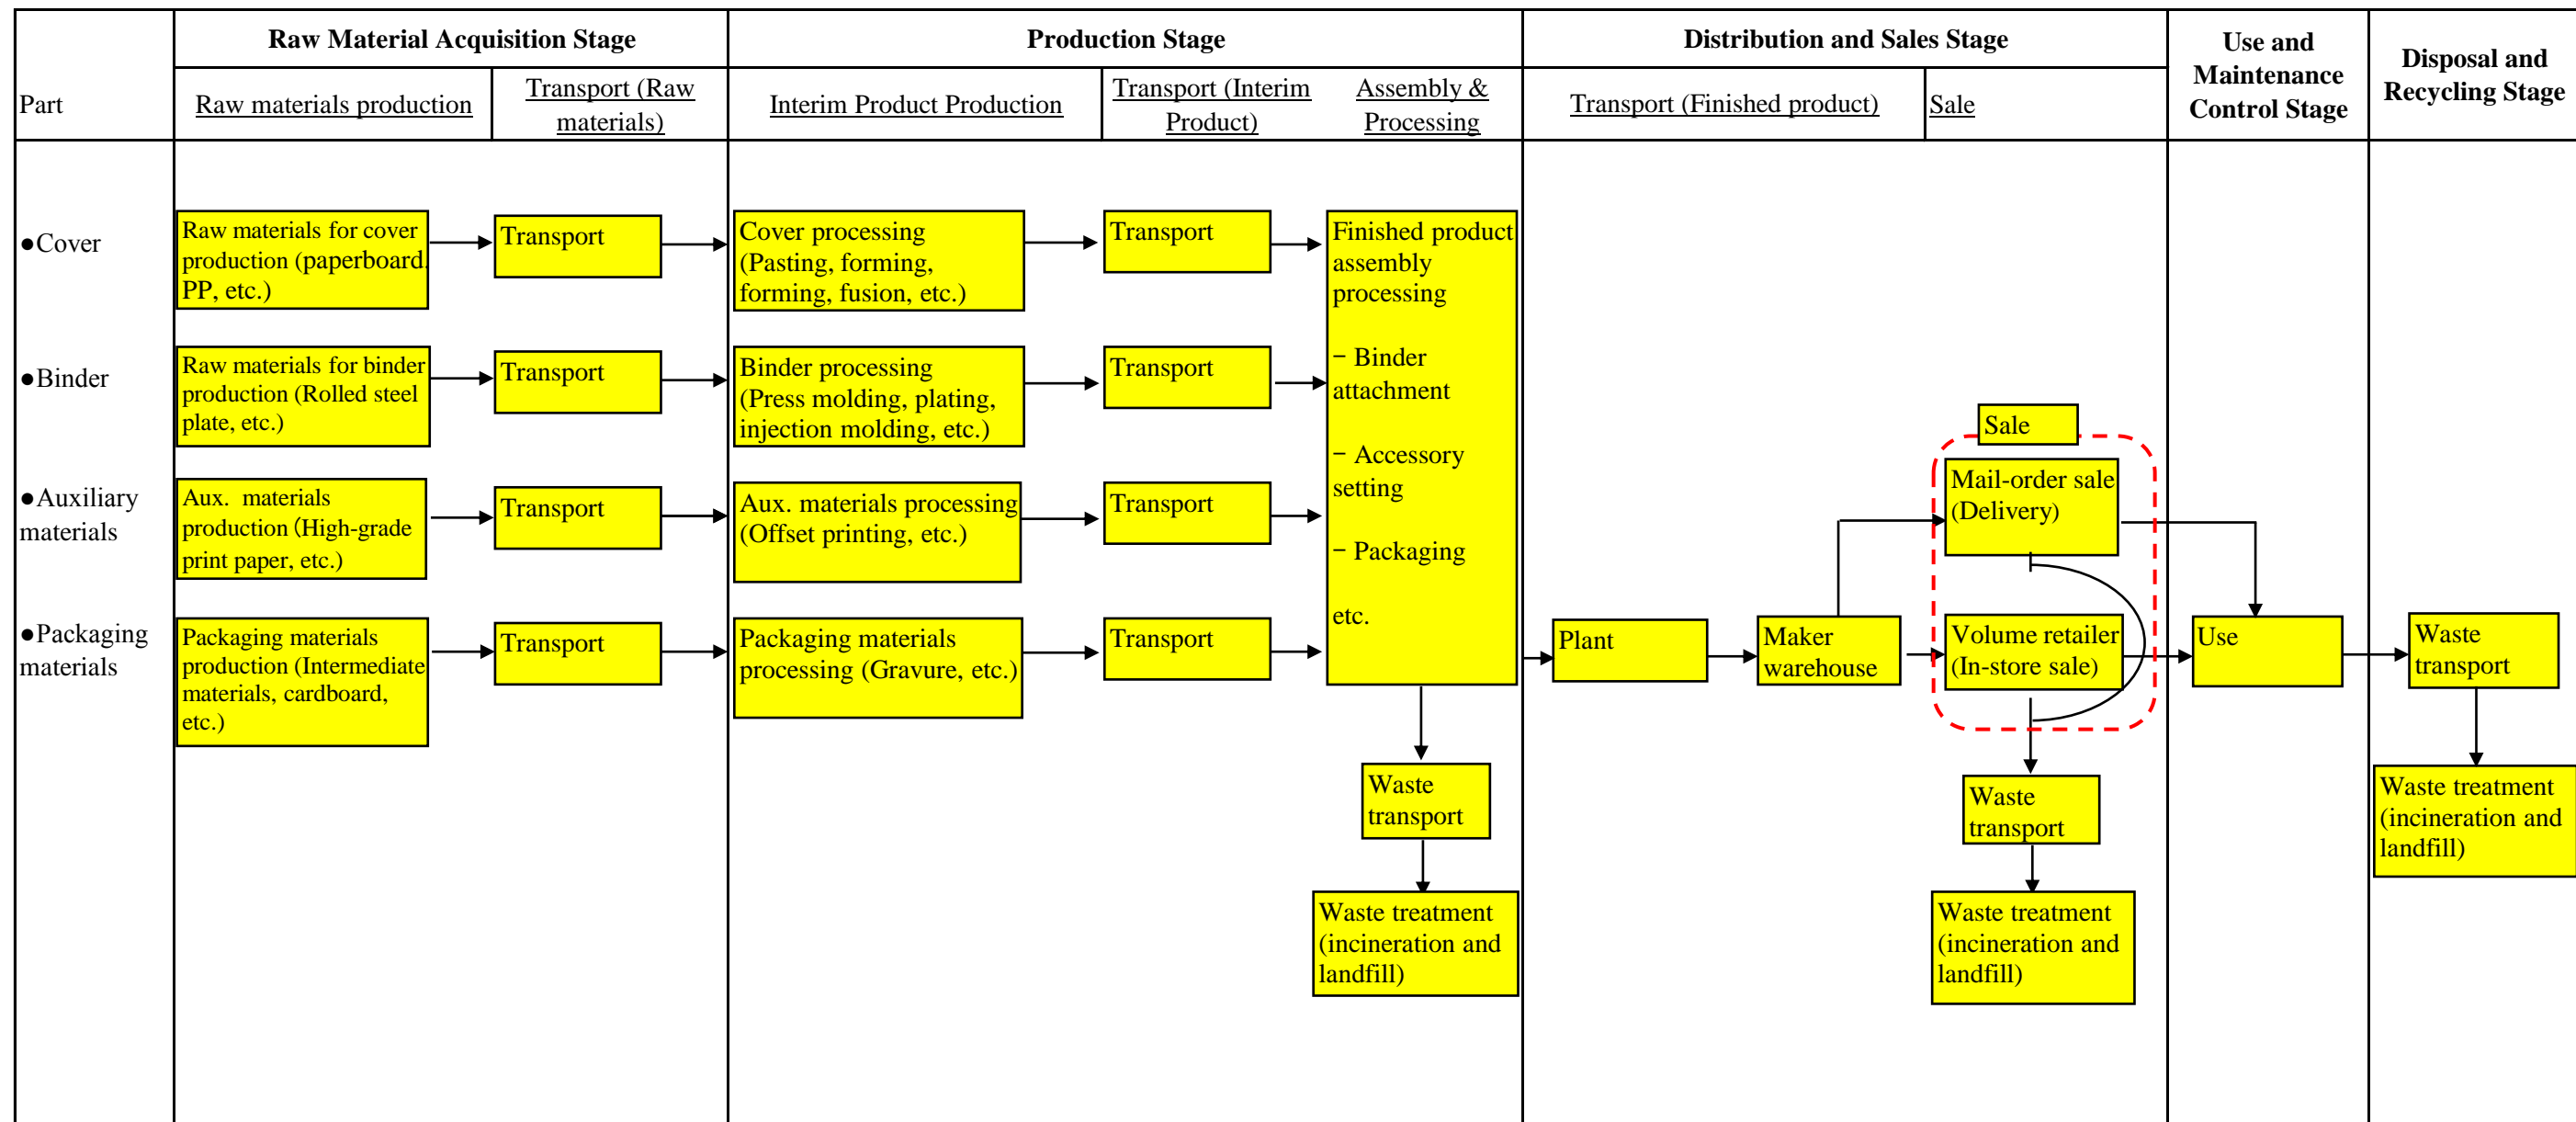 Part
Raw Material Acquisition Stage
Raw materials production
Transport (Raw
materials)
Production Stage
Interim Product Production
Transport (Interim
Product)
Assembly &
Processing
Distribution and Sales Stage
Transport (Finished product)
Sale
Use and
Maintenance
Control Stage
Disposal and
Recycling Stage
●Cover
Raw materials for cover
production (paperboard.
PP, etc.)
Transport
Cover processing
(Pasting, forming,
forming, fusion, etc.)
Transport
Finished product
assembly
processing
− Binder
attachment
− Accessory
setting
− Packaging
etc.
●Binder
Raw materials for binder
production (Rolled steel
plate, etc.)
Transport
Binder processing
(Press molding, plating,
injection molding, etc.)
Transport
●Auxiliary
materials
Aux. materials
production (High-grade
print paper, etc.)
Transport
Aux. materials processing
(Offset printing, etc.)
Transport
●Packaging
materials
Packaging materials
production (Intermediate
materials, cardboard,
etc.)
Transport
Packaging materials
processing (Gravure, etc.)
Transport
Waste
transport
Waste treatment
(incineration and
landfill)
Plant
Maker
warehouse
Sale
Mail-order sale
(Delivery)
Volume retailer
(In-store sale)
Waste
transport
Waste treatment
(incineration and
landfill)
Use
Waste
transport
Waste treatment
(incineration and
landfill)